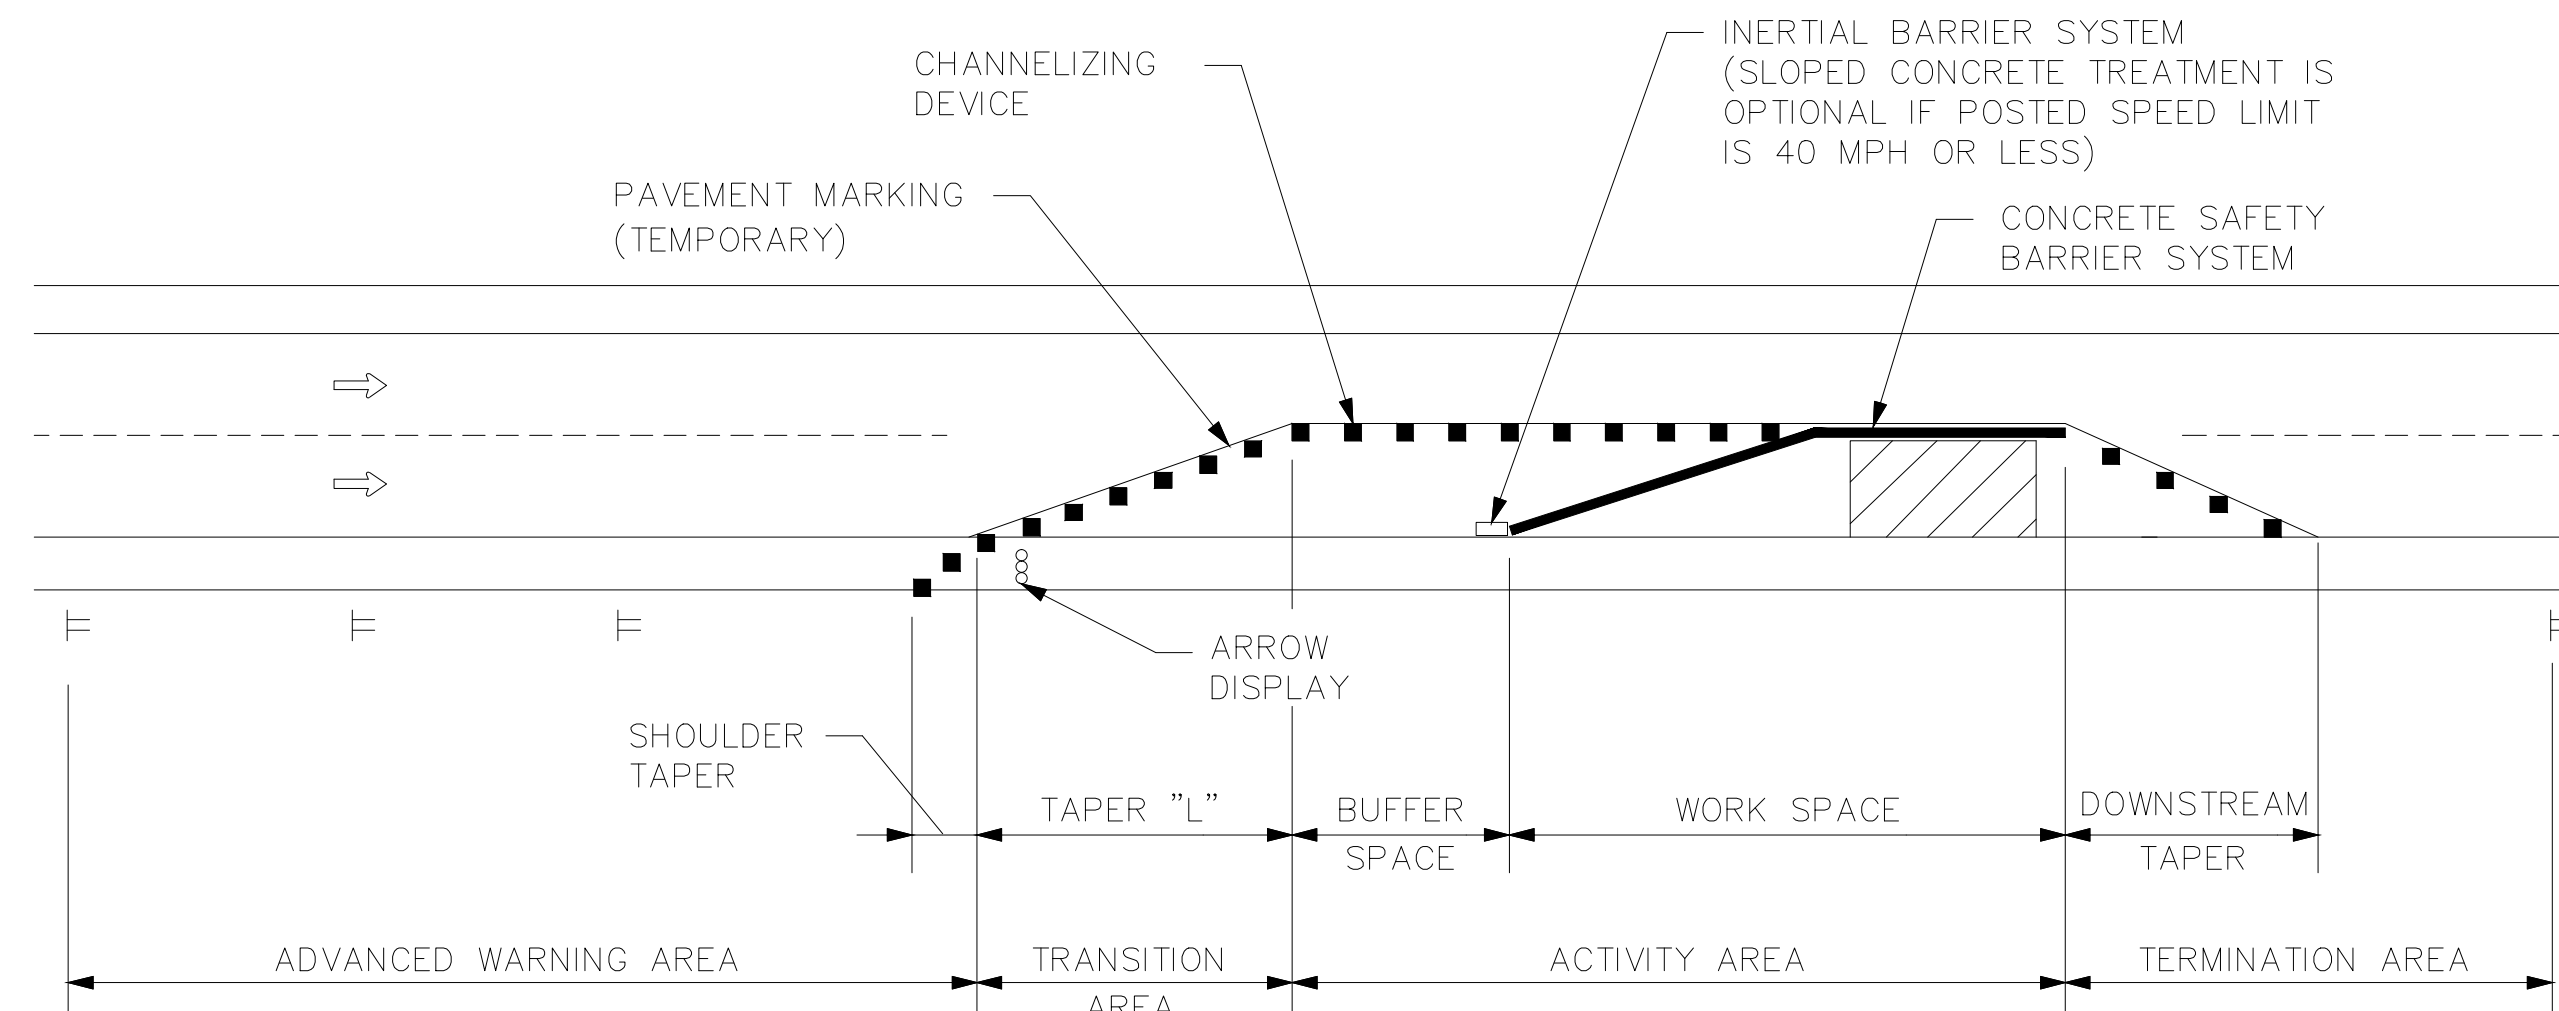 INERTIAL BARRIER SYSTEM
(SLOPED CONCRETE TREATMENT IS
OPTIONAL IF POSTED SPEED LIMIT
IS 40 MPH OR LESS)
CHANNELIZING
DEVICE
PAVEMENT MARKING
(TEMPORARY)
CONCRETE SAFETY
BARRIER SYSTEM
ARROW
DISPLAY
SHOULDER
TAPER
TAPER "L"
BUFFER
SPACE
WORK SPACE
DOWNSTREAM
TAPER
ADVANCED WARNING AREA
TRANSITION
AREA
ACTIVITY AREA
TERMINATION AREA